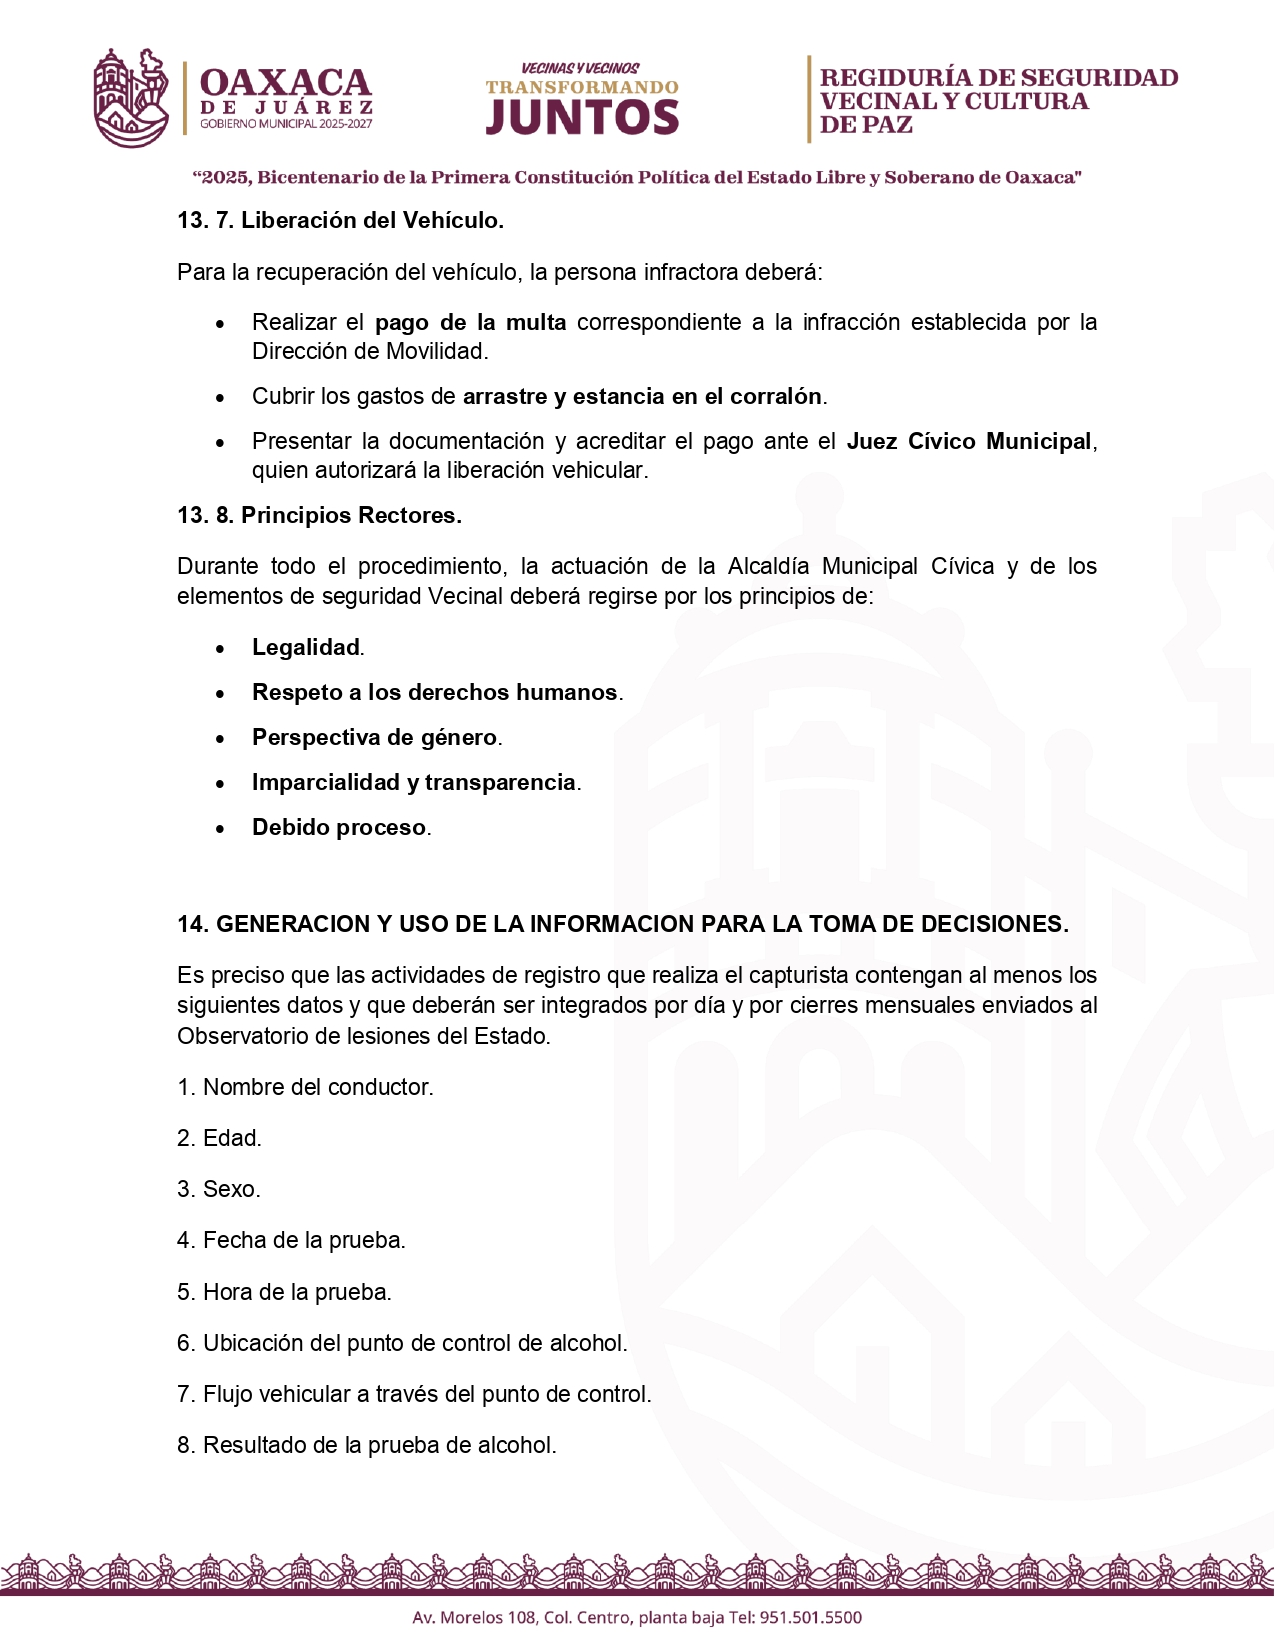 OAXACA
DE JUÁREZ
GOBIERNO MUNICIPAL 2025-2027
VECINAS Y VECINOS
TRANSFORMANDO
JUNTOS
REGIDURÍA DE SEGURIDAD
VECINAL Y CULTURA
DE PAZ
“2025, Bicentenario de la Primera Constitución Política del Estado Libre y Soberano de Oaxaca"
13. 7. Liberación del Vehículo.
Para la recuperación del vehículo, la persona infractora deberá:
• Realizar el pago de la multa correspondiente a la infracción establecida por la
Dirección de Movilidad.
• Cubrir los gastos de arrastre y estancia en el corralón.
• Presentar la documentación y acreditar el pago ante el Juez Cívico Municipal,
quien autorizará la liberación vehicular.
13. 8. Principios Rectores.
Durante todo el procedimiento, la actuación de la Alcaldía Municipal Cívica y de los
elementos de seguridad Vecinal deberá regirse por los principios de:
• Legalidad.
• Respeto a los derechos humanos.
• Perspectiva de género.
• Imparcialidad y transparencia.
• Debido proceso.
14. GENERACION Y USO DE LA INFORMACION PARA LA TOMA DE DECISIONES.
Es preciso que las actividades de registro que realiza el capturista contengan al menos los
siguientes datos y que deberán ser integrados por día y por cierres mensuales enviados al
Observatorio de lesiones del Estado.
1. Nombre del conductor.
2. Edad.
3. Sexo.
4. Fecha de la prueba.
5. Hora de la prueba.
6. Ubicación del punto de control de alcohol.
7. Flujo vehicular a través del punto de control.
8. Resultado de la prueba de alcohol.
Av. Morelos 108, Col. Centro, planta baja Tel: 951.501.5500